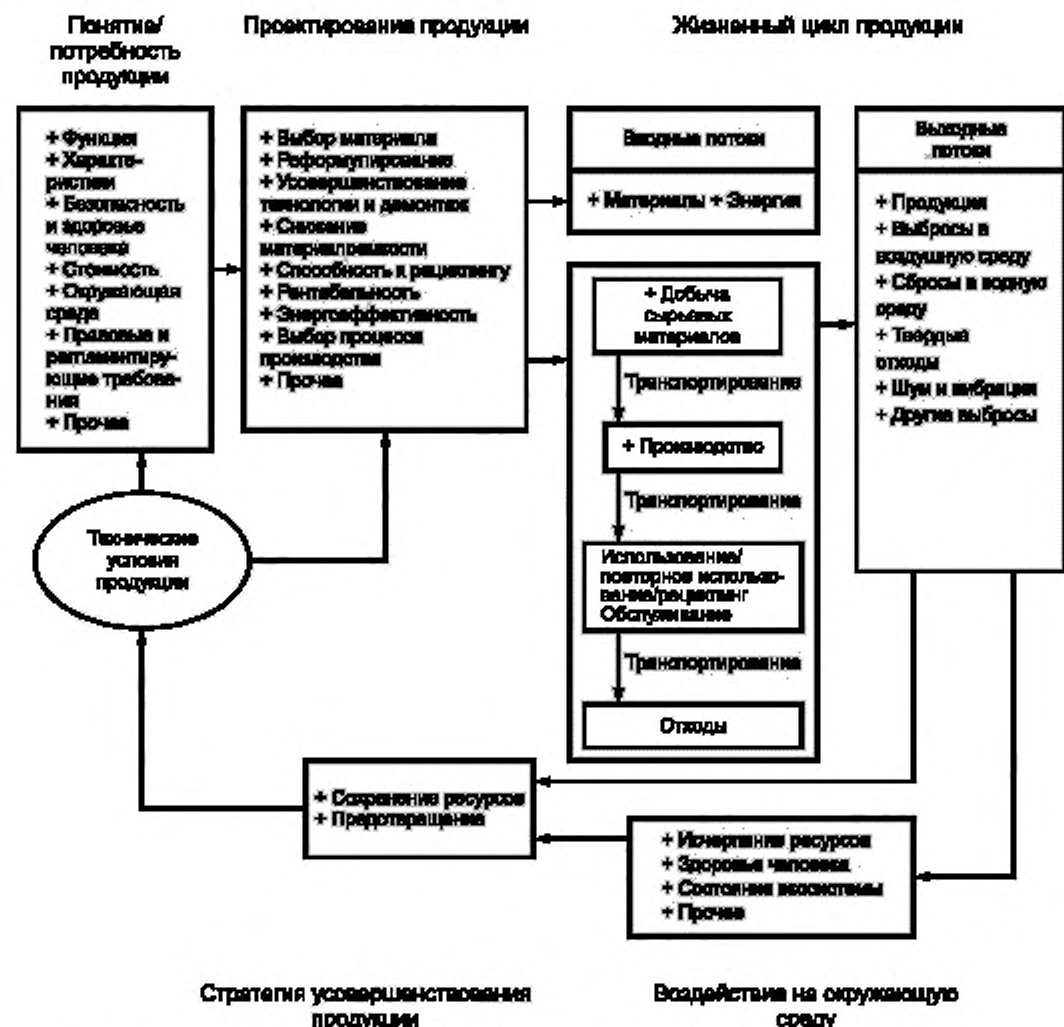 Понятие/
потребность
продукции
Проектирование продукции
Жизненный цикл продукции
+ Функция
+ Характе-
ристики
+ Безопасность
и здоровье
человека
+ Стоимость
+ Окружающая
среда
+ Правовые и
регламентиру-
ющие требова-
ния
+ Прочее
+ Выбор материала
+ Реформулирование
+ Усовершенствование
технологии и демонтаж
+ Снижение
материалоемкости
+ Способность к рециклингу
+ Рентабельность
+ Энергоэффективность
+ Выбор процесса
производства
+ Прочее
Входные потоки
+ Материалы + Энергия
+ Добыча
сырьевых
материалов
Транспортирование
+ Производство
Транспортирование
Использование/
повторное использо-
вание/рециклинг
Обслуживание
Транспортирование
Отходы
Выходные
потоки
+ Продукция
+ Выбросы в
воздушную среду
+ Сбросы в водную
среду
+ Твердые
отходы
+ Шум и вибрация
+ Другие выбросы
Технические
условия
продукции
+ Сохранение ресурсов
+ Предотвращение
+ Исчерпание ресурсов
+ Здоровье человека
+ Состояние экосистемы
+ Прочие
Стратегия усовершенствования
продукции
Воздействие на окружающую
среду